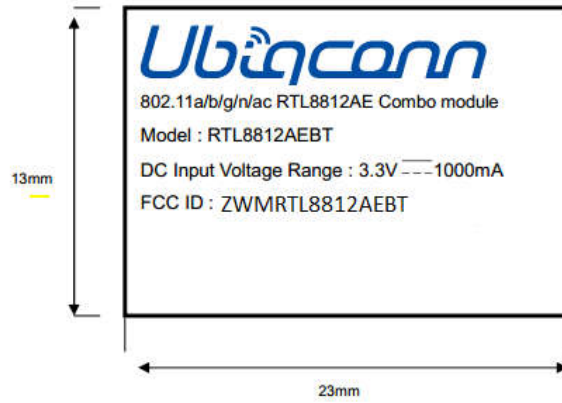 Ubiqconn
802.11a/b/g/n/ac RTL8812AE Combo module
Model : RTL8812AEBT
DC Input Voltage Range : 3.3V⎓1000mA
FCC ID : ZWMRTL8812AEBT
13mm
23mm